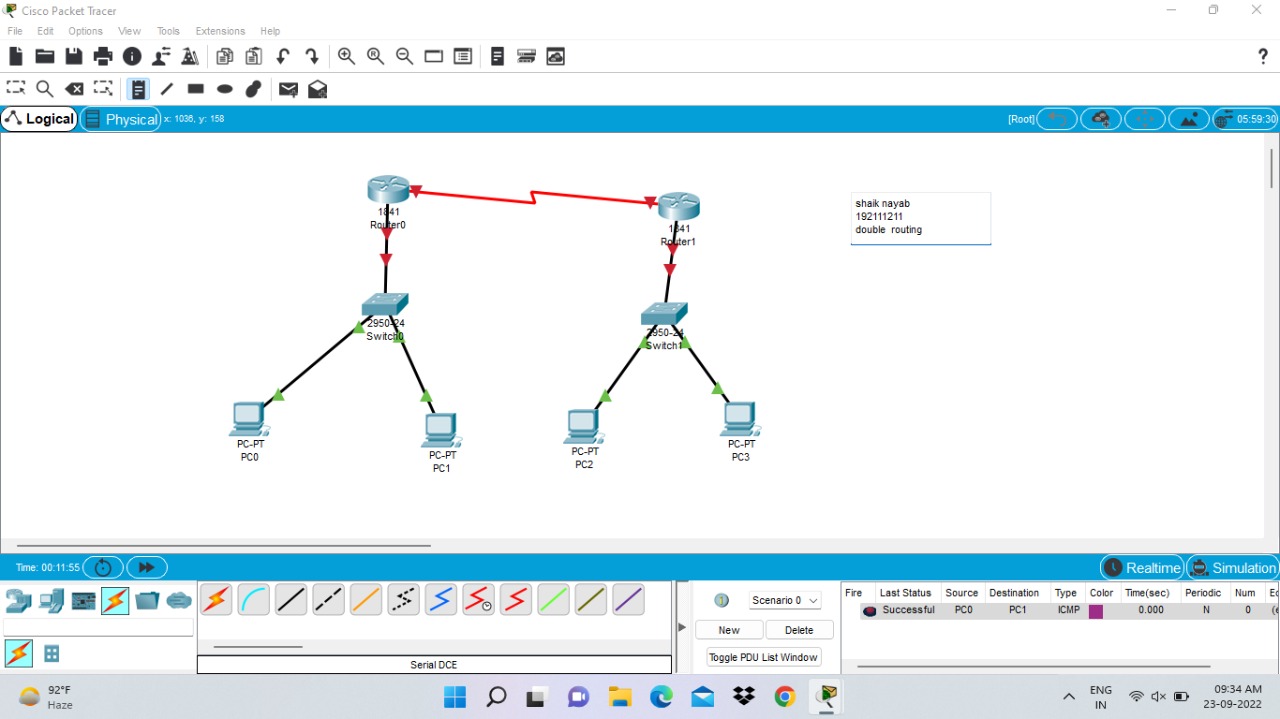 Cisco Packet Tracer
File Edit Options View Tools Extensions Help
Logical Physical x: 1036, y: 158 [Root] 05:59:30
1841
Router0
1841
Router1
shaik nayab
192111211
double routing
2950-24
Switch0
2950-24
Switch1
PC-PT
PC0
PC-PT
PC1
PC-PT
PC2
PC-PT
PC3
Time: 00:11:55 Realtime Simulation
Scenario 0
New Delete
Toggle PDU List Window
Fire Last Status Source Destination Type Color Time(sec) Periodic Num
Successful PC0 PC1 ICMP 0.000 N 0
Serial DCE
92°F
Haze
ENG
IN
09:34 AM
23-09-2022